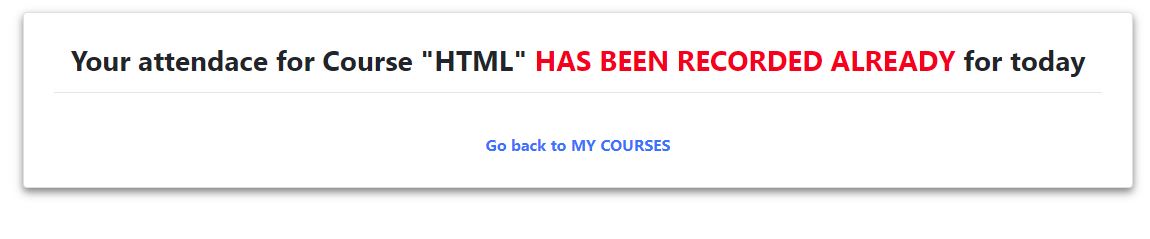 Your attendace for Course "HTML" HAS BEEN RECORDED ALREADY for today
Go back to MY COURSES